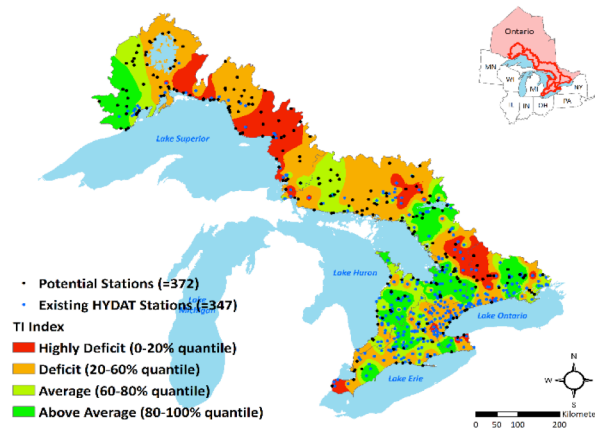 Ontario
MN
WI
MI
NY
IL
IN
OH
PA
Lake Superior
Lake Huron
Lake Michigan
Lake Ontario
Lake Erie
Potential Stations (=372)
Existing HYDAT Stations (=347)
TI Index
Highly Deficit (0-20% quantile)
Deficit (20-60% quantile)
Average (60-80% quantile)
Above Average (80-100% quantile)
N
W
E
S
0 50 100 200
Kilomete